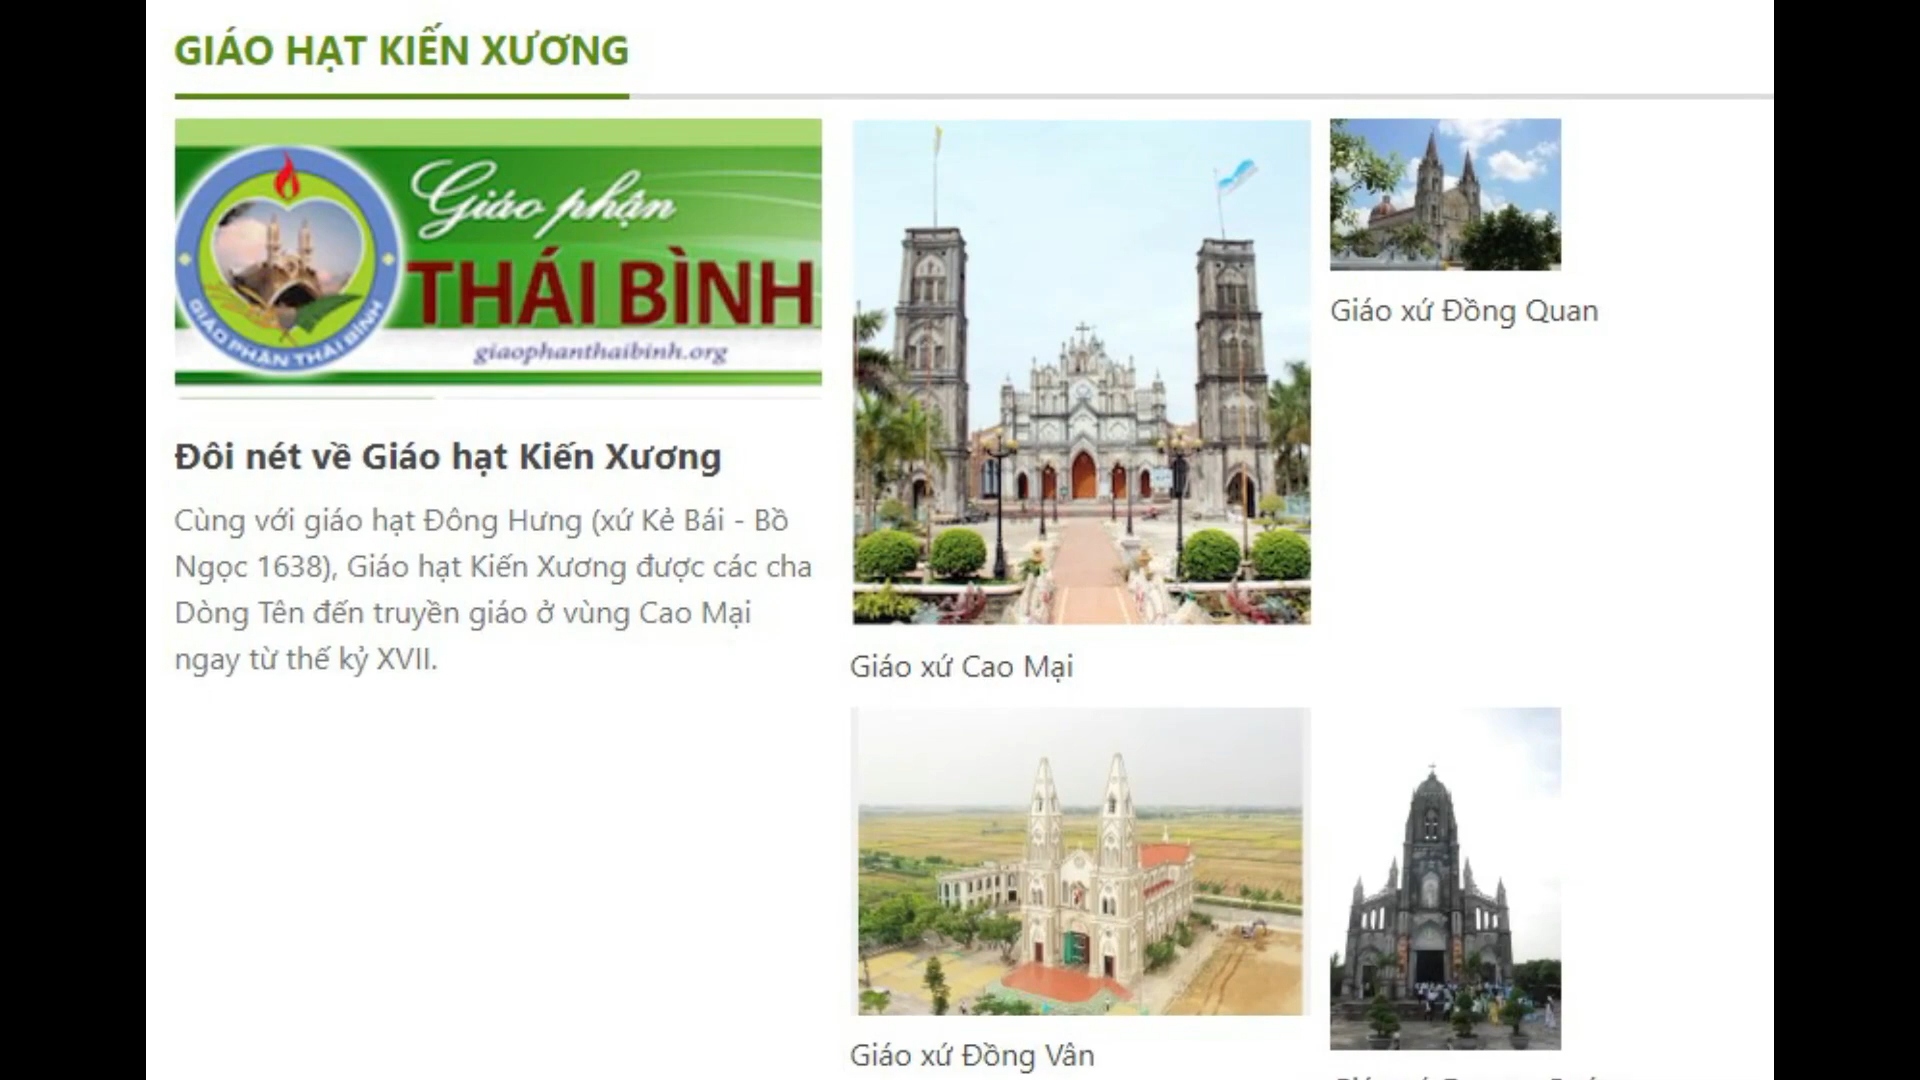 GIÁO HẠT KIẾN XƯƠNG
Giáo phận
THÁI BÌNH
giaophanthaibinh.org
GIÁO PHẬN THÁI BÌNH
Đôi nét về Giáo hạt Kiến Xương
Cùng với giáo hạt Đông Hưng (xứ Kẻ Bái - Bồ
Ngọc 1638), Giáo hạt Kiến Xương được các cha
Dòng Tên đến truyền giáo ở vùng Cao Mại
ngay từ thế kỷ XVII.
Giáo xứ Cao Mại
Giáo xứ Đồng Quan
Giáo xứ Đồng Vân